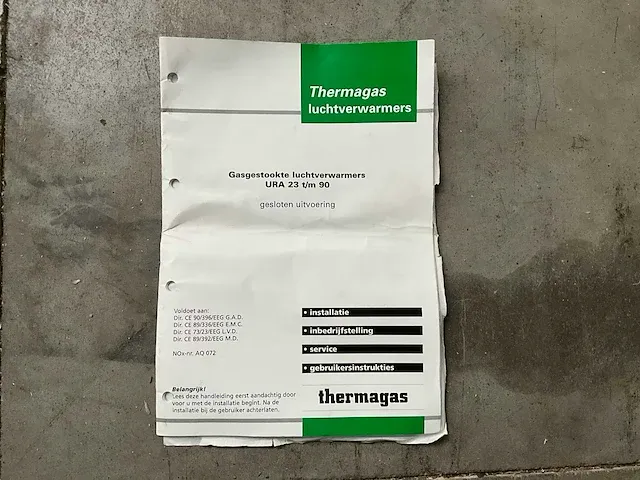 Thermagas
luchtverwarmers
Gasgestookte luchtverwarmers
URA 23 t/m 90
gesloten uitvoering
Voldoet aan:
Dir. CE 90/396/EEG G.A.D.
Dir. CE 89/336/EEG E.M.C.
Dir. CE 73/23/EEG L.V.D.
Dir. CE 89/392/EEG M.D.
NOx-nr. AQ 072
• installatie
• inbedrijfstelling
• service
• gebruikersinstrukties
Belangrijk!
Lees deze handleiding eerst aandachtig door
voor u met de installatie begint. Na de
installatie bij de gebruiker achterlaten.
thermagas